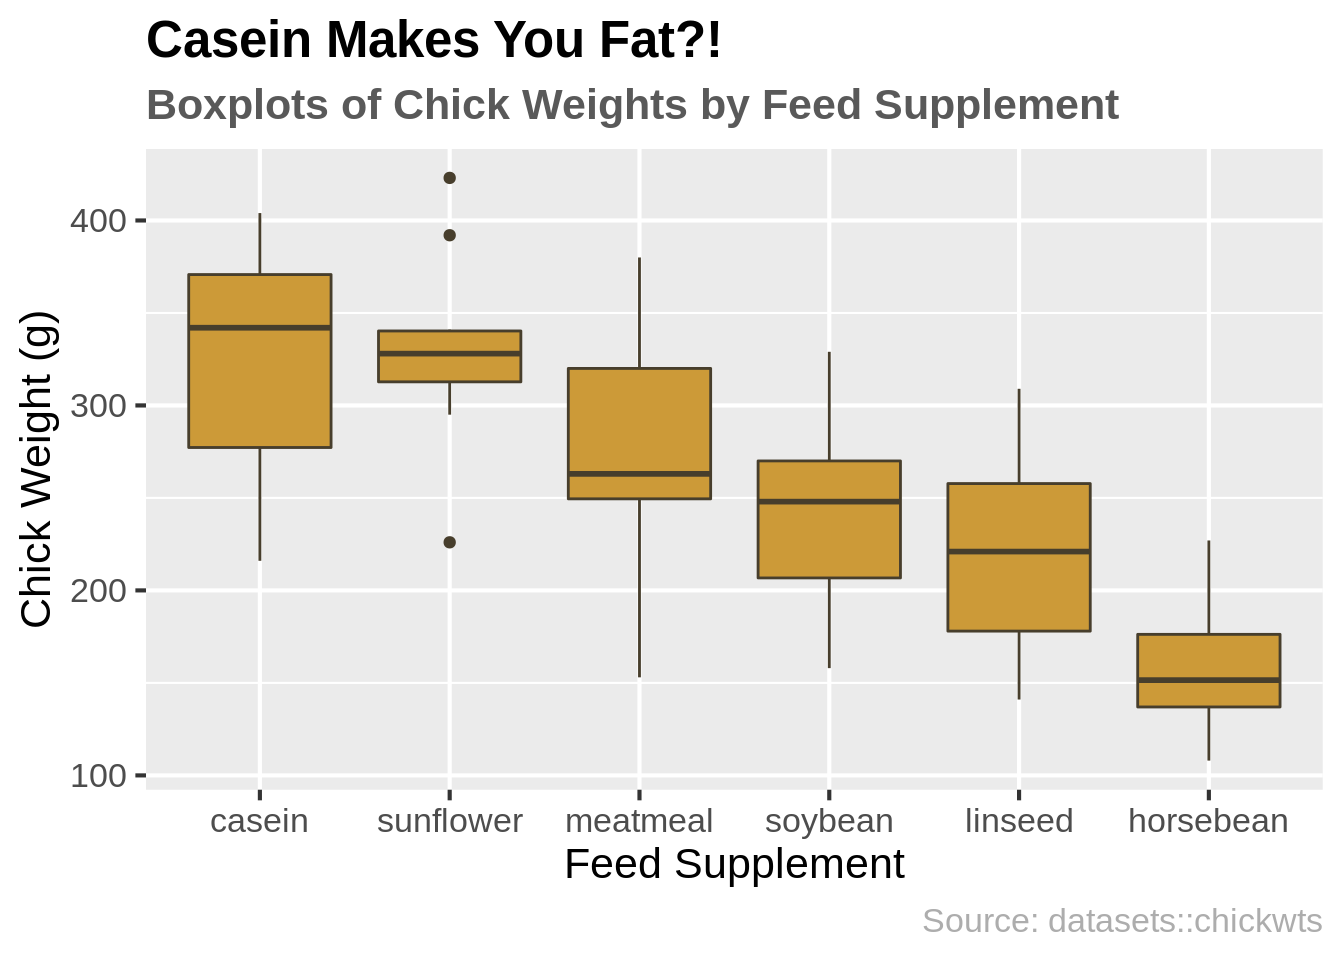 Casein Makes You Fat?!
Boxplots of Chick Weights by Feed Supplement
Chick Weight (g)
400
300
200
100
casein sunflower meatmeal soybean linseed horsebean
Feed Supplement
Source: datasets::chickwts